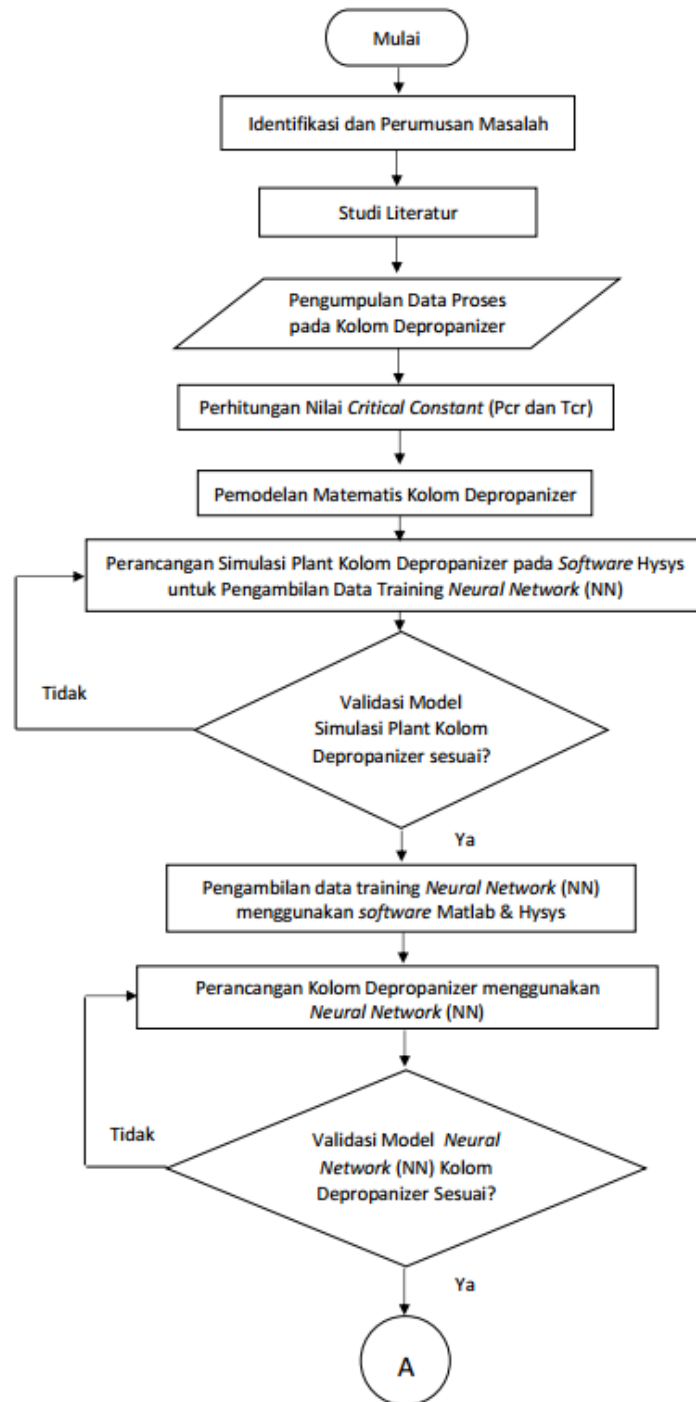 Mulai
Identifikasi dan Perumusan Masalah
Studi Literatur
Pengumpulan Data Proses
pada Kolom Depropanizer
Perhitungan Nilai Critical Constant (Pcr dan Tcr)
Pemodelan Matematis Kolom Depropanizer
Perancangan Simulasi Plant Kolom Depropanizer pada Software Hysys
untuk Pengambilan Data Training Neural Network (NN)
Tidak
Validasi Model
Simulasi Plant Kolom
Depropanizer sesuai?
Ya
Pengambilan data training Neural Network (NN)
menggunakan software Matlab & Hysys
Perancangan Kolom Depropanizer menggunakan
Neural Network (NN)
Tidak
Validasi Model Neural
Network (NN) Kolom
Depropanizer Sesuai?
Ya
A